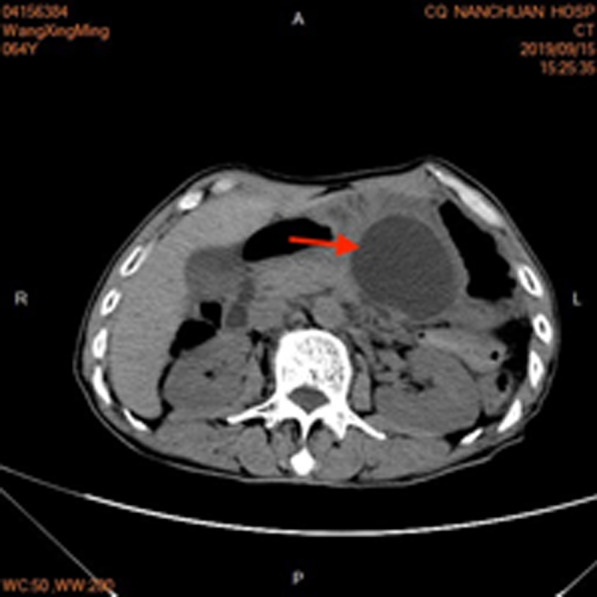 04156384
WangXingMing
064Y
A
CQ NANCHUAN HOSP
CT
2019/09/15
15:25:35
R
L
WC:50 ,WW:200
P